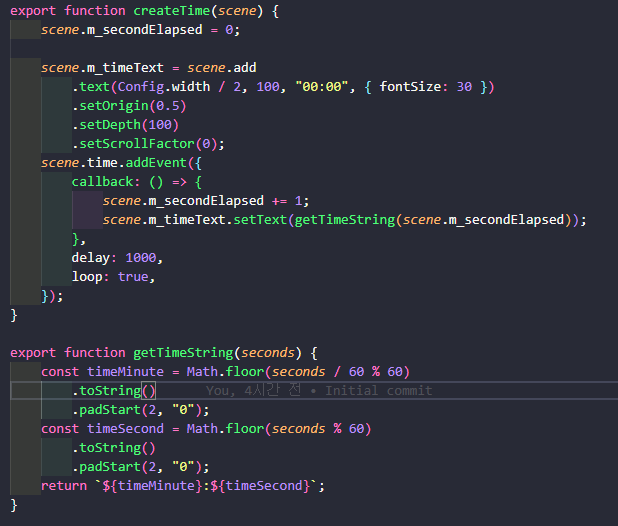 export function createTime(scene) {
    scene.m_secondElapsed = 0;

    scene.m_timeText = scene.add
        .text(Config.width / 2, 100, "00:00", { fontSize: 30 })
        .setOrigin(0.5)
        .setDepth(100)
        .setScrollFactor(0);
    scene.time.addEvent({
        callback: () => {
            scene.m_secondElapsed += 1;
            scene.m_timeText.setText(getTimeString(scene.m_secondElapsed));
        },
        delay: 1000,
        loop: true,
    });
}

export function getTimeString(seconds) {
    const timeMinute = Math.floor(seconds / 60 % 60)
        .toString()      You, 4시간 전 • Initial commit
        .padStart(2, "0");
    const timeSecond = Math.floor(seconds % 60)
        .toString()
        .padStart(2, "0");
    return `${timeMinute}:${timeSecond}`;
}